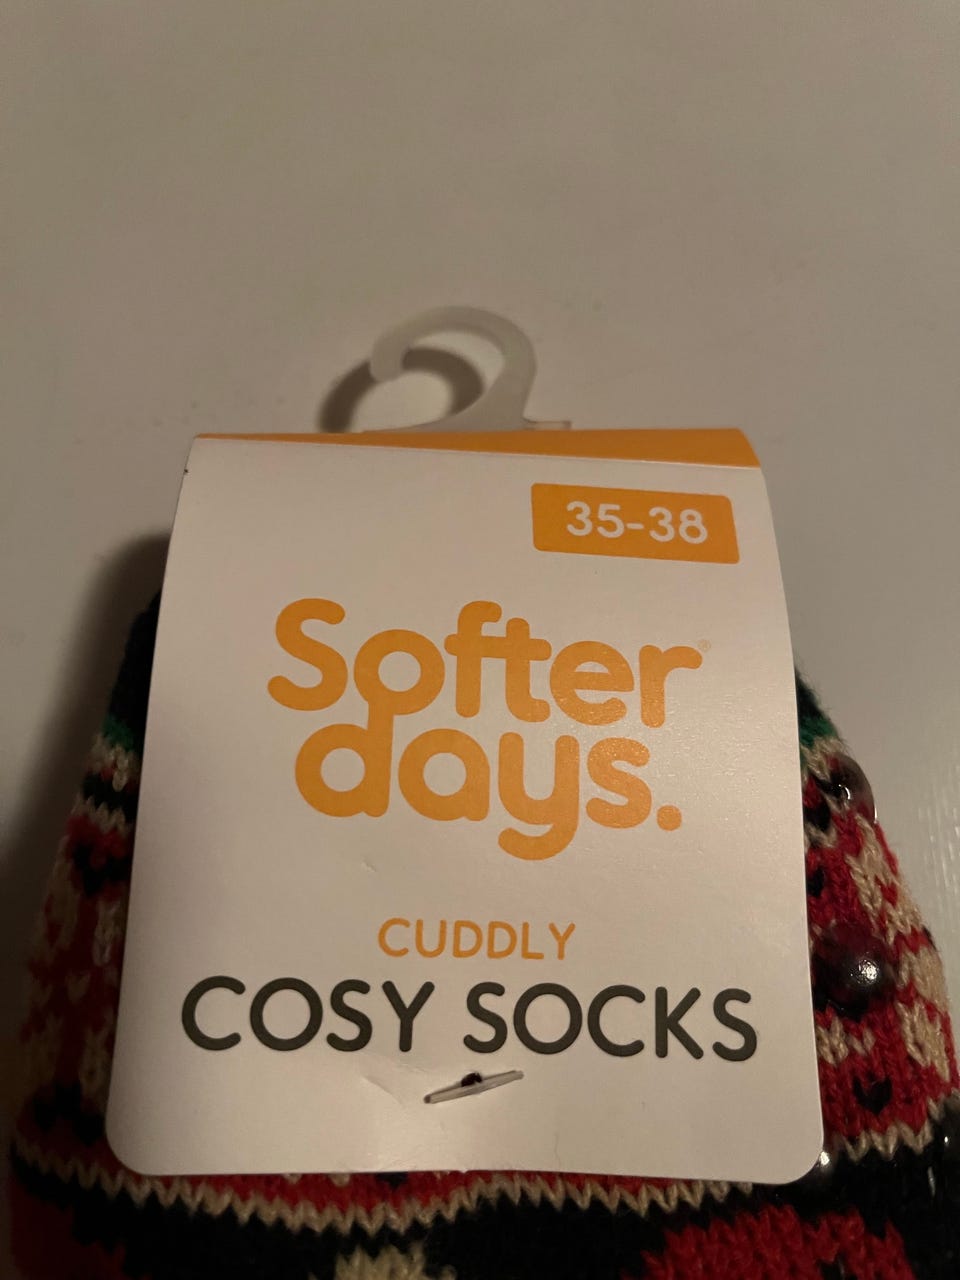 35-38
Softer
days.
CUDDLY
COSY SOCKS